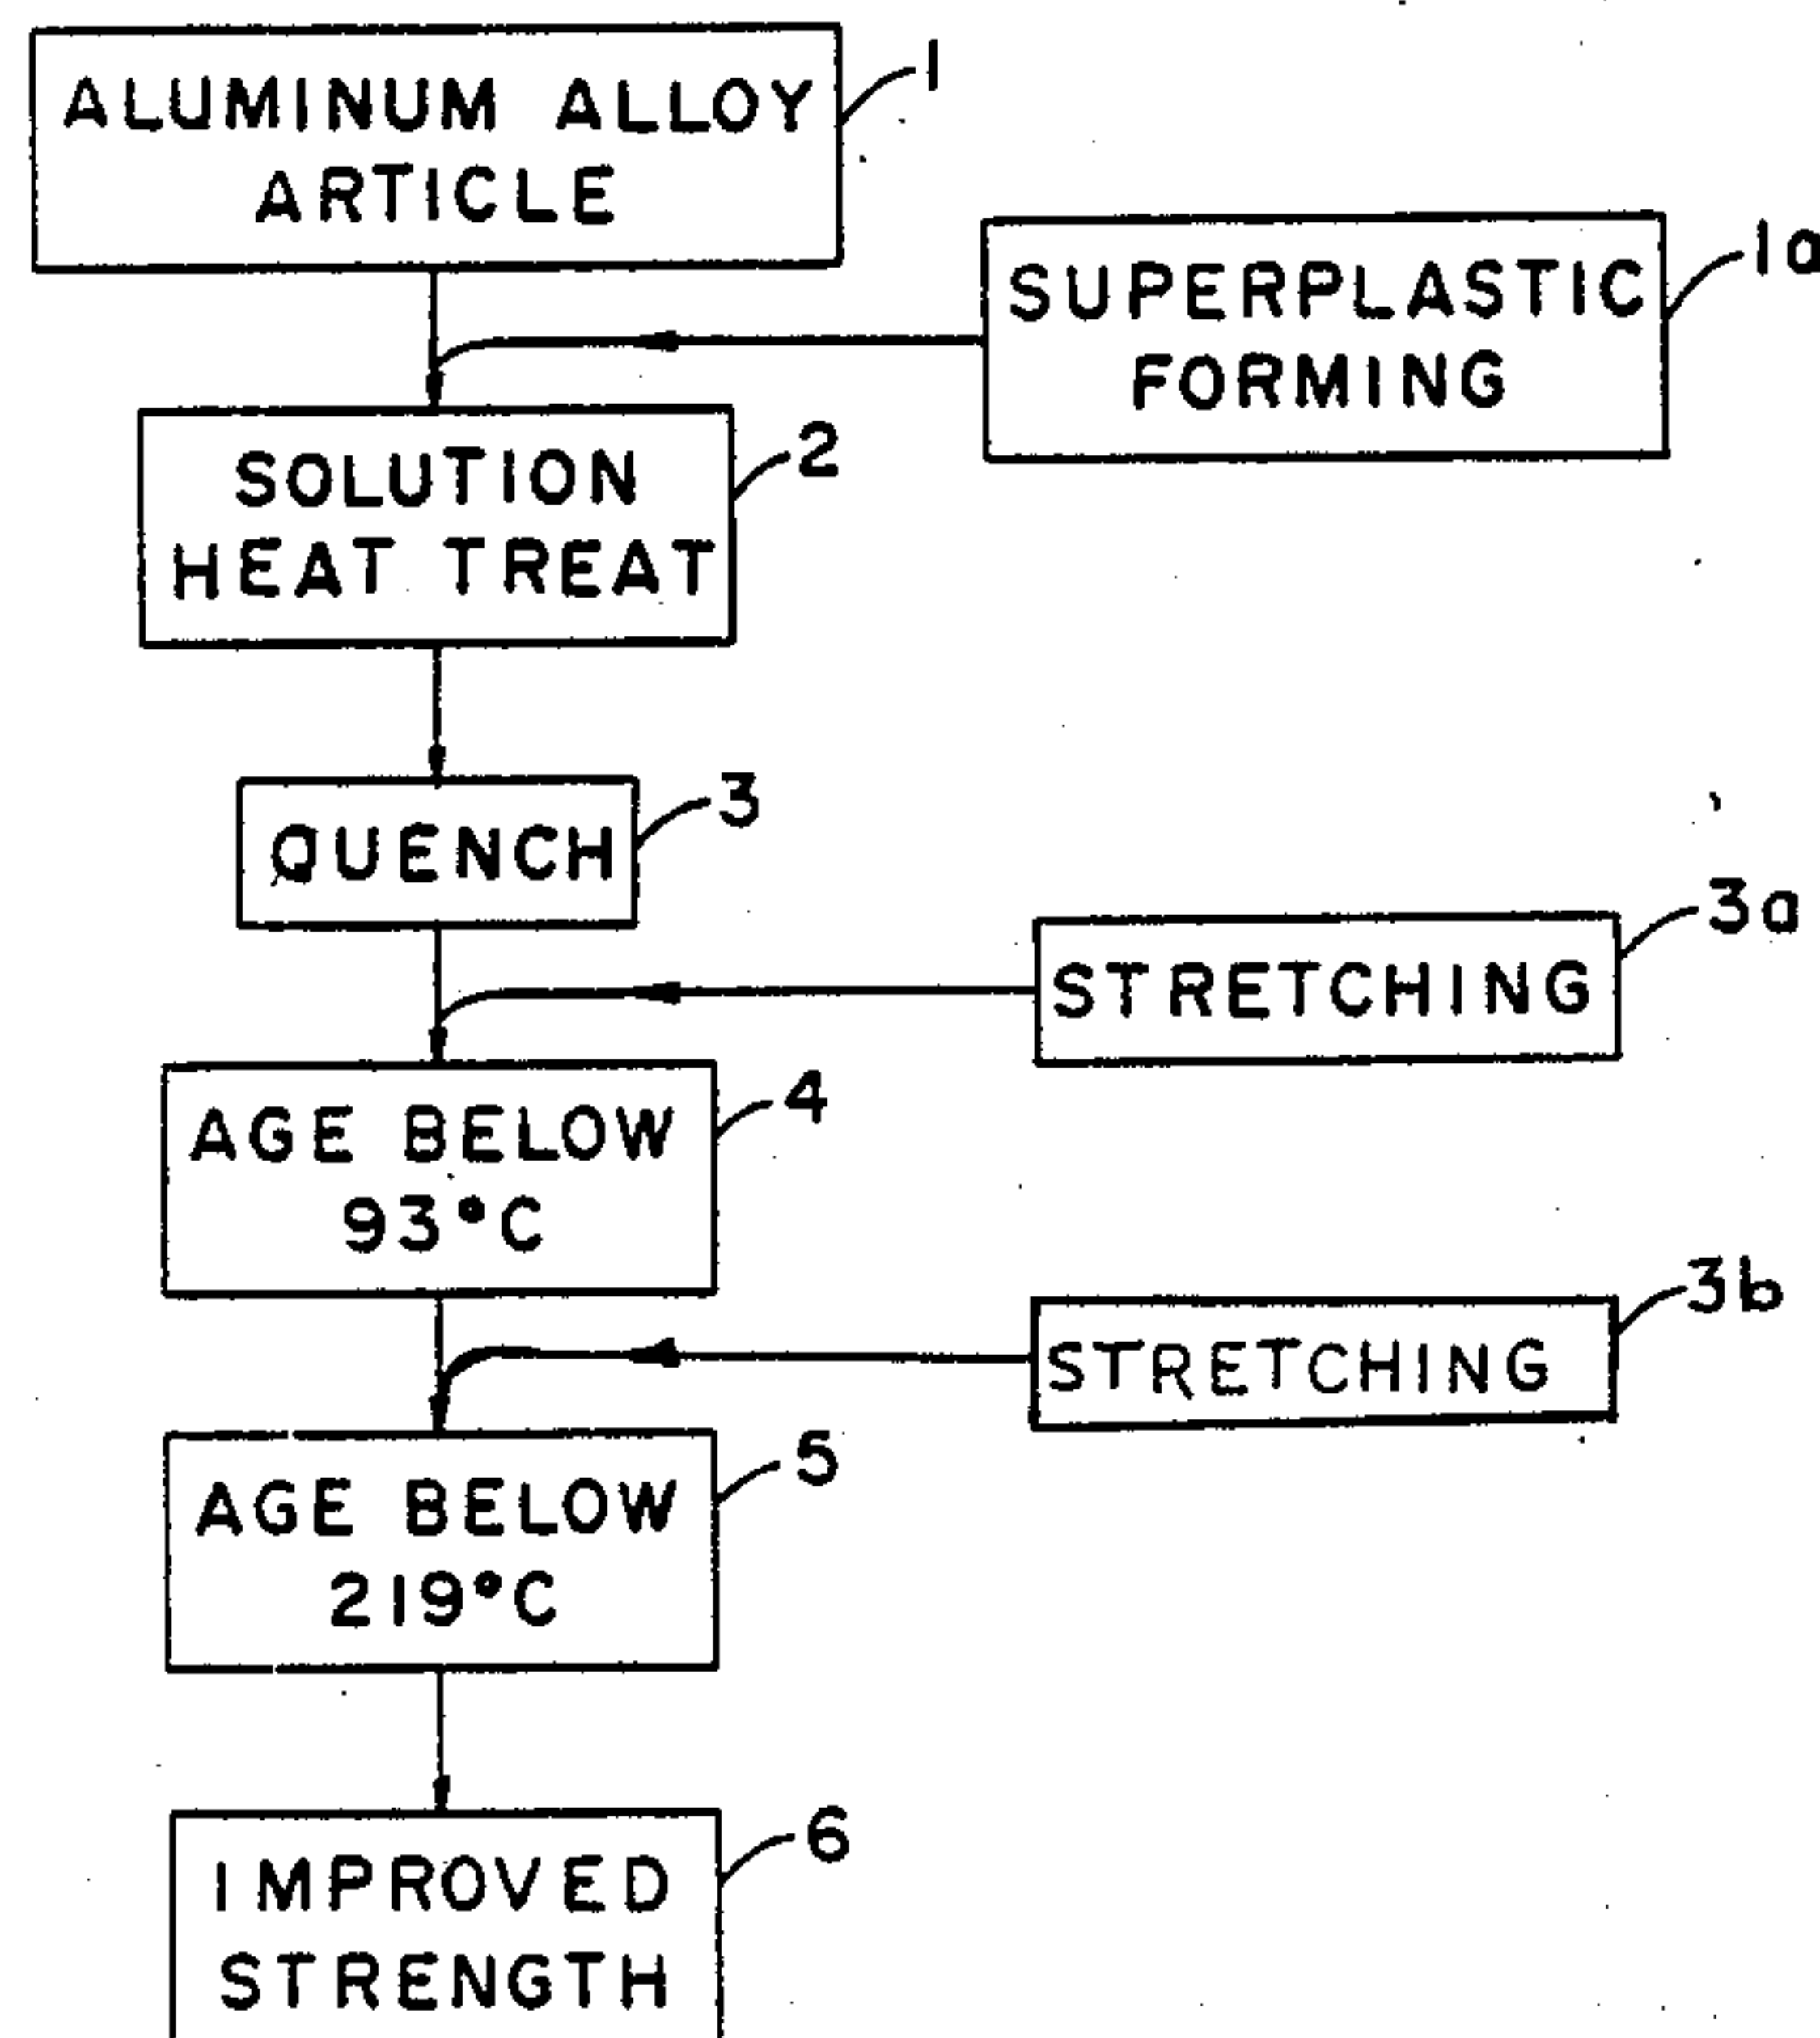 ALUMINUM ALLOY
ARTICLE
1
SUPERPLASTIC
FORMING
1a
SOLUTION
HEAT TREAT
2
QUENCH
3
STRETCHING
3a
AGE BELOW
93°C
4
STRETCHING
3b
AGE BELOW
219°C
5
IMPROVED
STRENGTH
6